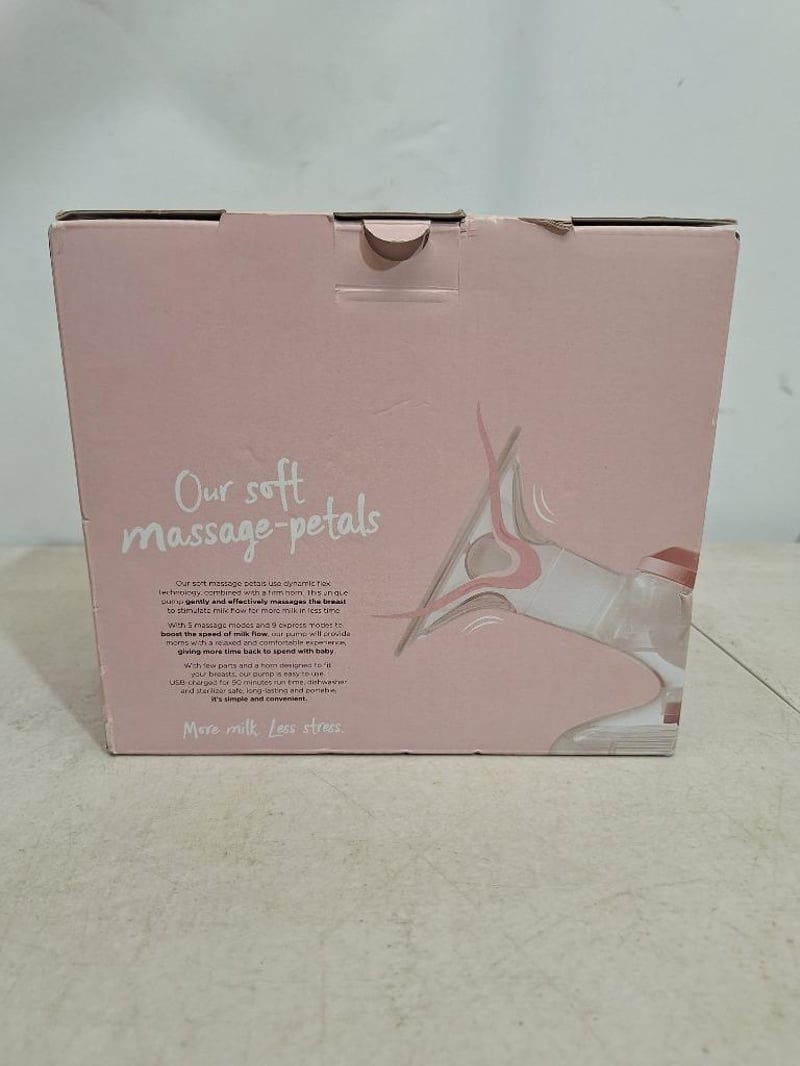 Our soft
massage-petals
Our soft massage petals use dynamic flex
technology, combined with a firm horn. This unique
pump gently and effectively massages the breast
to stimulate milk flow for more milk in less time
With 5 massage modes and 9 express modes to
boost the speed of milk flow, our pump will provide
moms with a relaxed and comfortable experience,
giving more time back to spend with baby.
With few parts and a horn designed to fit
your breasts, our pump is easy to use.
USB-charged for 90 minutes run time, dishwasher
and sterilizer safe, long-lasting and portable,
it's simple and convenient.
More milk. Less stress.